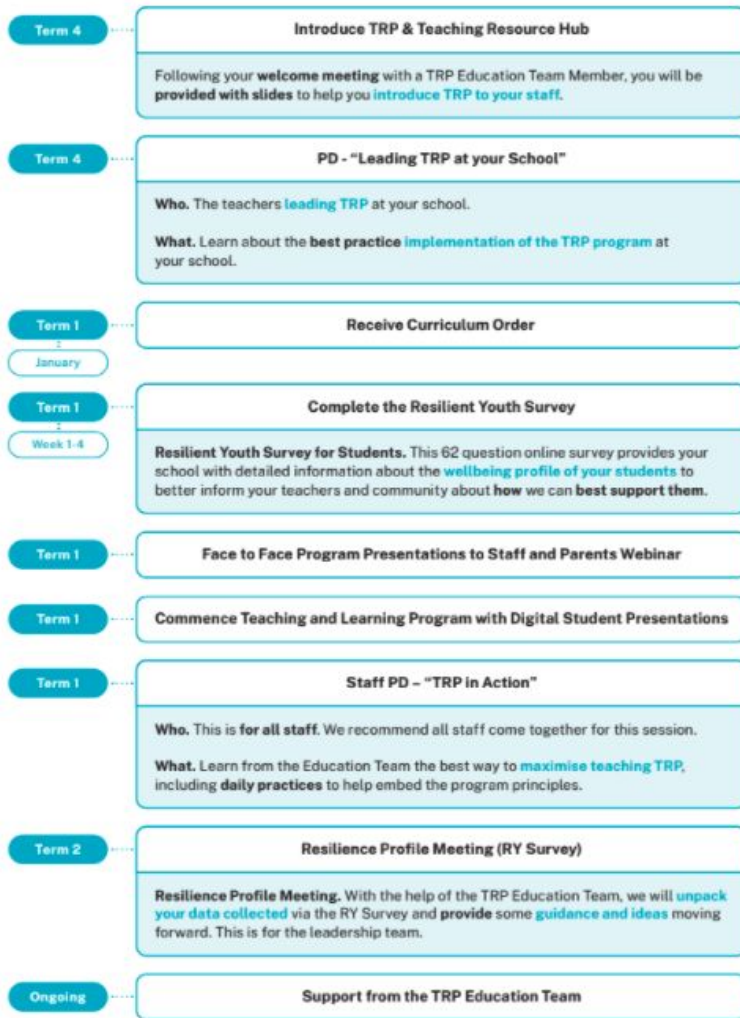 Term 4
Introduce TRP & Teaching Resource Hub
Following your welcome meeting with a TRP Education Team Member, you will be
provided with slides to help you introduce TRP to your staff.
Term 4
PD - “Leading TRP at your School”
Who. The teachers leading TRP at your school.
What. Learn about the best practice implementation of the TRP program at
your school.
Term 1
January
Receive Curriculum Order
Term 1
Week 1-4
Complete the Resilient Youth Survey
Resilient Youth Survey for Students. This 62 question online survey provides your
school with detailed information about the wellbeing profile of your students to
better inform your teachers and community about how we can best support them.
Term 1
Face to Face Program Presentations to Staff and Parents Webinar
Term 1
Commence Teaching and Learning Program with Digital Student Presentations
Term 1
Staff PD – “TRP in Action”
Who. This is for all staff. We recommend all staff come together for this session.
What. Learn from the Education Team the best way to maximise teaching TRP,
including daily practices to help embed the program principles.
Term 2
Resilience Profile Meeting (RY Survey)
Resilience Profile Meeting. With the help of the TRP Education Team, we will unpack
your data collected via the RY Survey and provide some guidance and ideas moving
forward. This is for the leadership team.
Ongoing
Support from the TRP Education Team